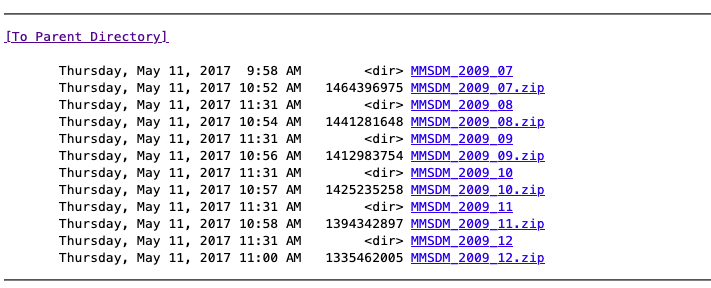 [To Parent Directory]
Thursday, May 11, 2017  9:58 AM        <dir> MMSDM_2009_07
Thursday, May 11, 2017 10:52 AM   1464396975 MMSDM_2009_07.zip
Thursday, May 11, 2017 11:31 AM        <dir> MMSDM_2009_08
Thursday, May 11, 2017 10:54 AM   1441281648 MMSDM_2009_08.zip
Thursday, May 11, 2017 11:31 AM        <dir> MMSDM_2009_09
Thursday, May 11, 2017 10:56 AM   1412983754 MMSDM_2009_09.zip
Thursday, May 11, 2017 11:31 AM        <dir> MMSDM_2009_10
Thursday, May 11, 2017 10:57 AM   1425235258 MMSDM_2009_10.zip
Thursday, May 11, 2017 11:31 AM        <dir> MMSDM_2009_11
Thursday, May 11, 2017 10:58 AM   1394342897 MMSDM_2009_11.zip
Thursday, May 11, 2017 11:31 AM        <dir> MMSDM_2009_12
Thursday, May 11, 2017 11:00 AM   1335462005 MMSDM_2009_12.zip